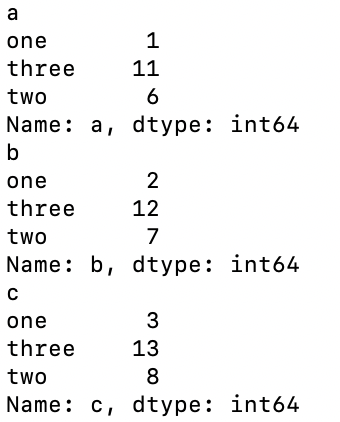 a
one       1
three    11
two       6
Name: a, dtype: int64
b
one       2
three    12
two       7
Name: b, dtype: int64
c
one       3
three    13
two       8
Name: c, dtype: int64